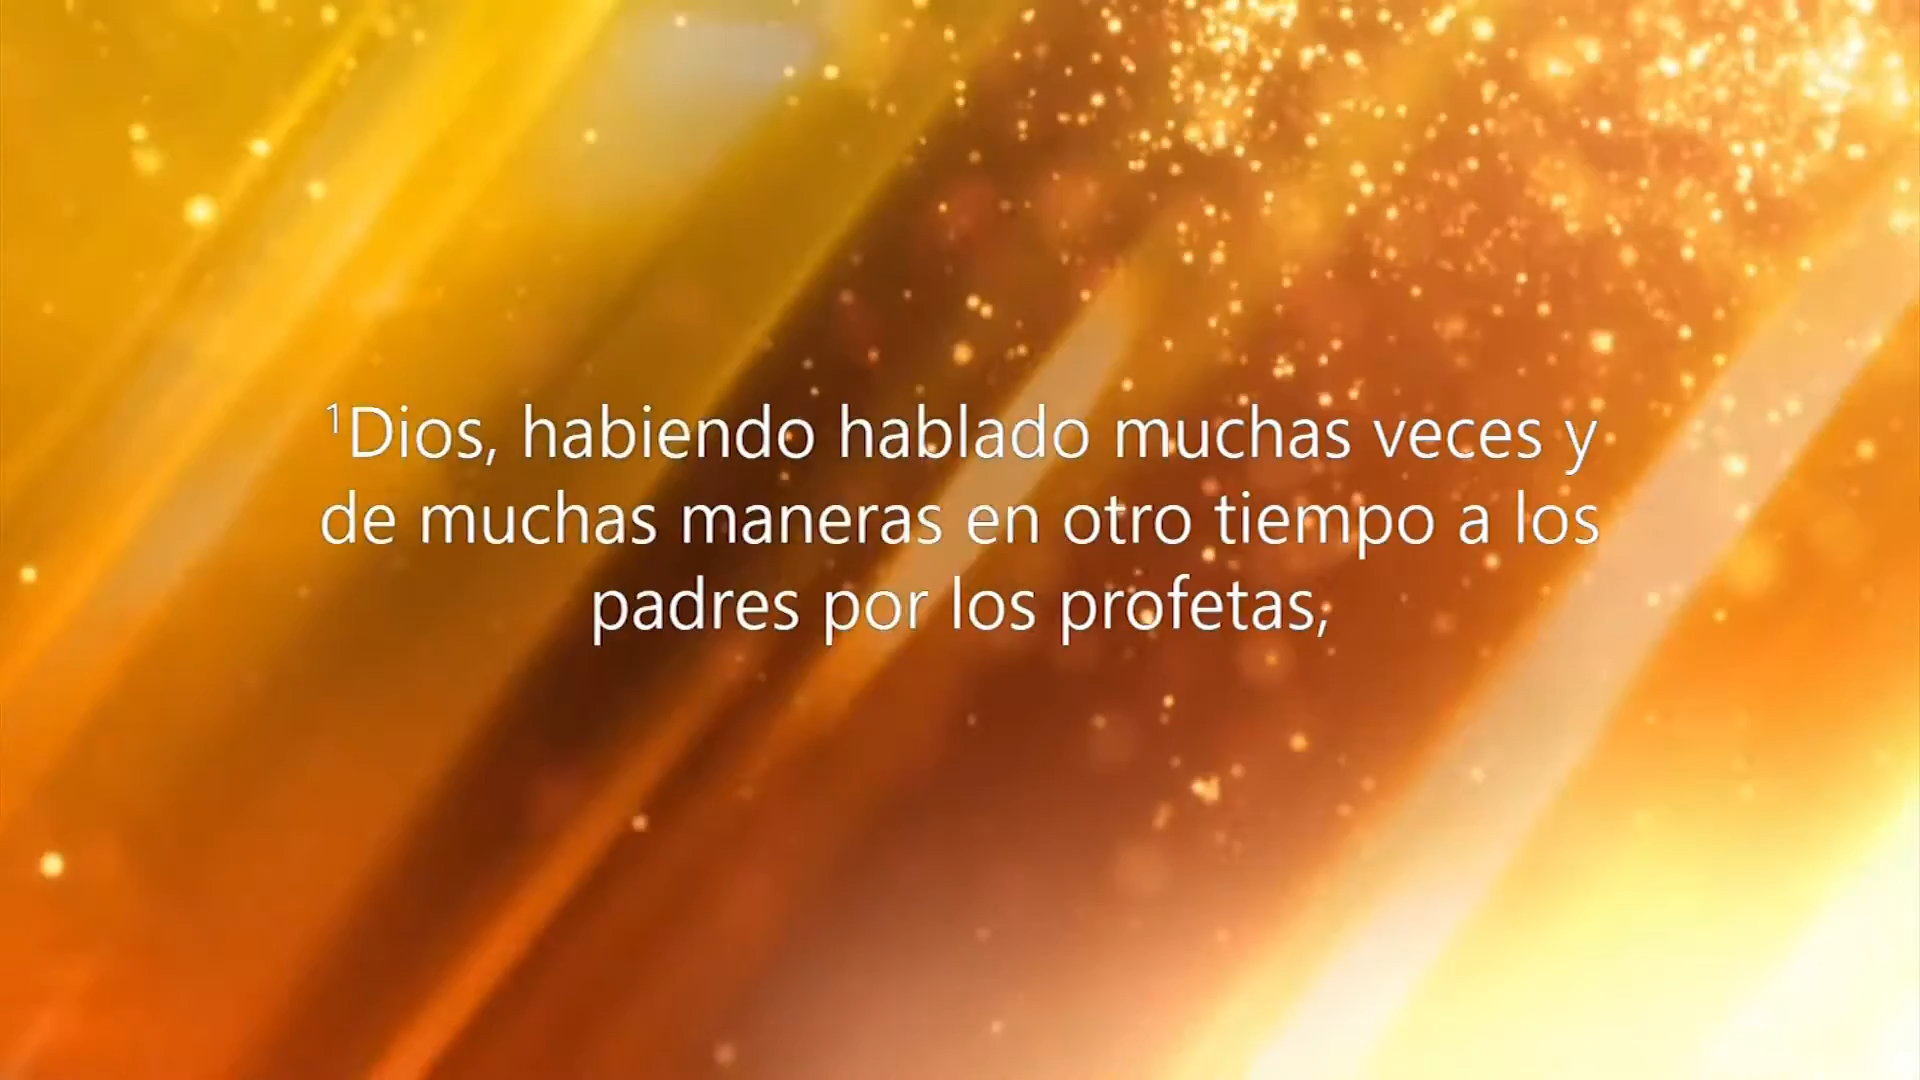 ¹Dios, habiendo hablado muchas veces y
de muchas maneras en otro tiempo a los
padres por los profetas,